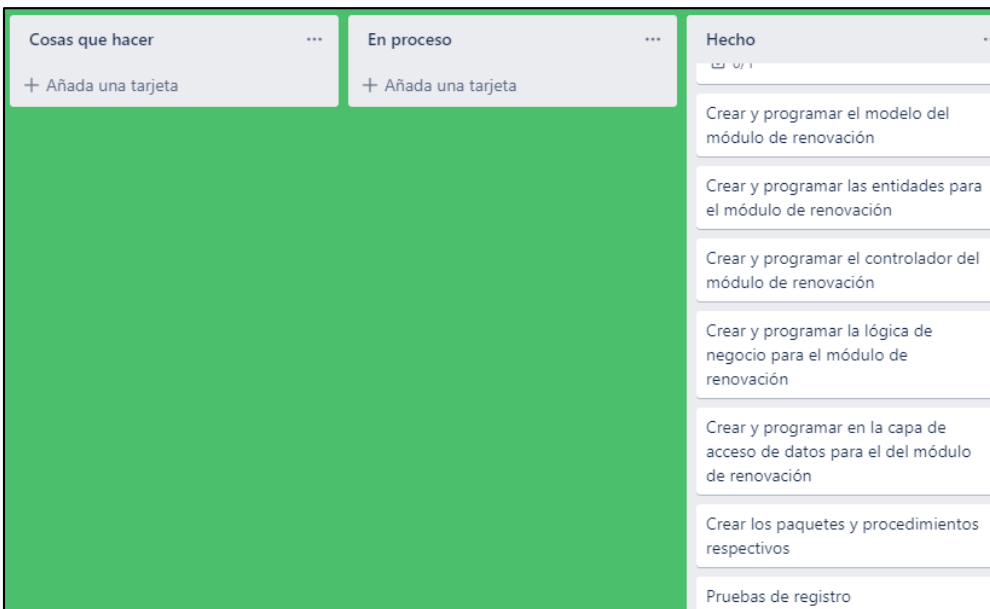 Cosas que hacer
+ Añada una tarjeta
En proceso
+ Añada una tarjeta
Hecho
Crear y programar el modelo del
módulo de renovación
Crear y programar las entidades para
el módulo de renovación
Crear y programar el controlador del
módulo de renovación
Crear y programar la lógica de
negocio para el módulo de
renovación
Crear y programar en la capa de
acceso de datos para el del módulo
de renovación
Crear los paquetes y procedimientos
respectivos
Pruebas de registro